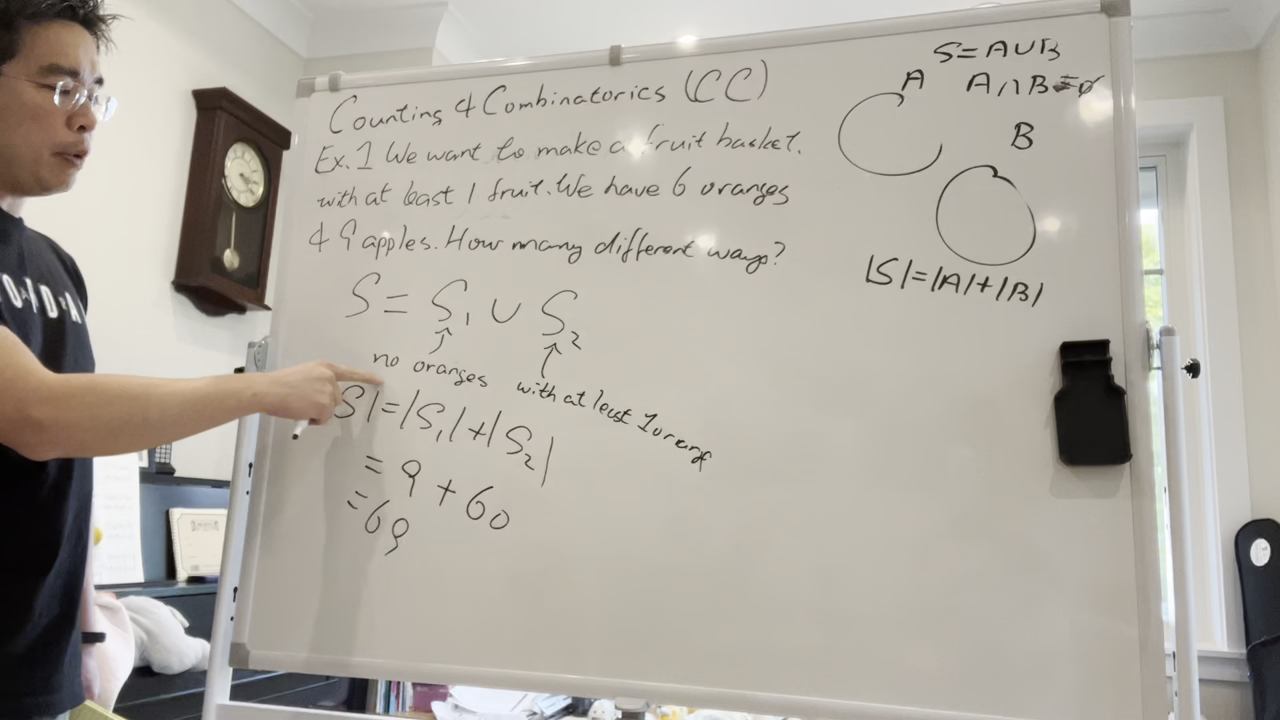 Counting & Combinatorics (CC)
Ex. 1 We want to make a fruit basket.
with at least 1 fruit. We have 6 oranges
& 9 apples. How many different ways?
S = S₁ ∪ S₂
no oranges
with at least 1 orange
|S| = |S₁| + |S₂|
= 9 + 60
= 69
S = A ∪ B
A
A ∩ B = ∅
B
|S| = |A| + |B|